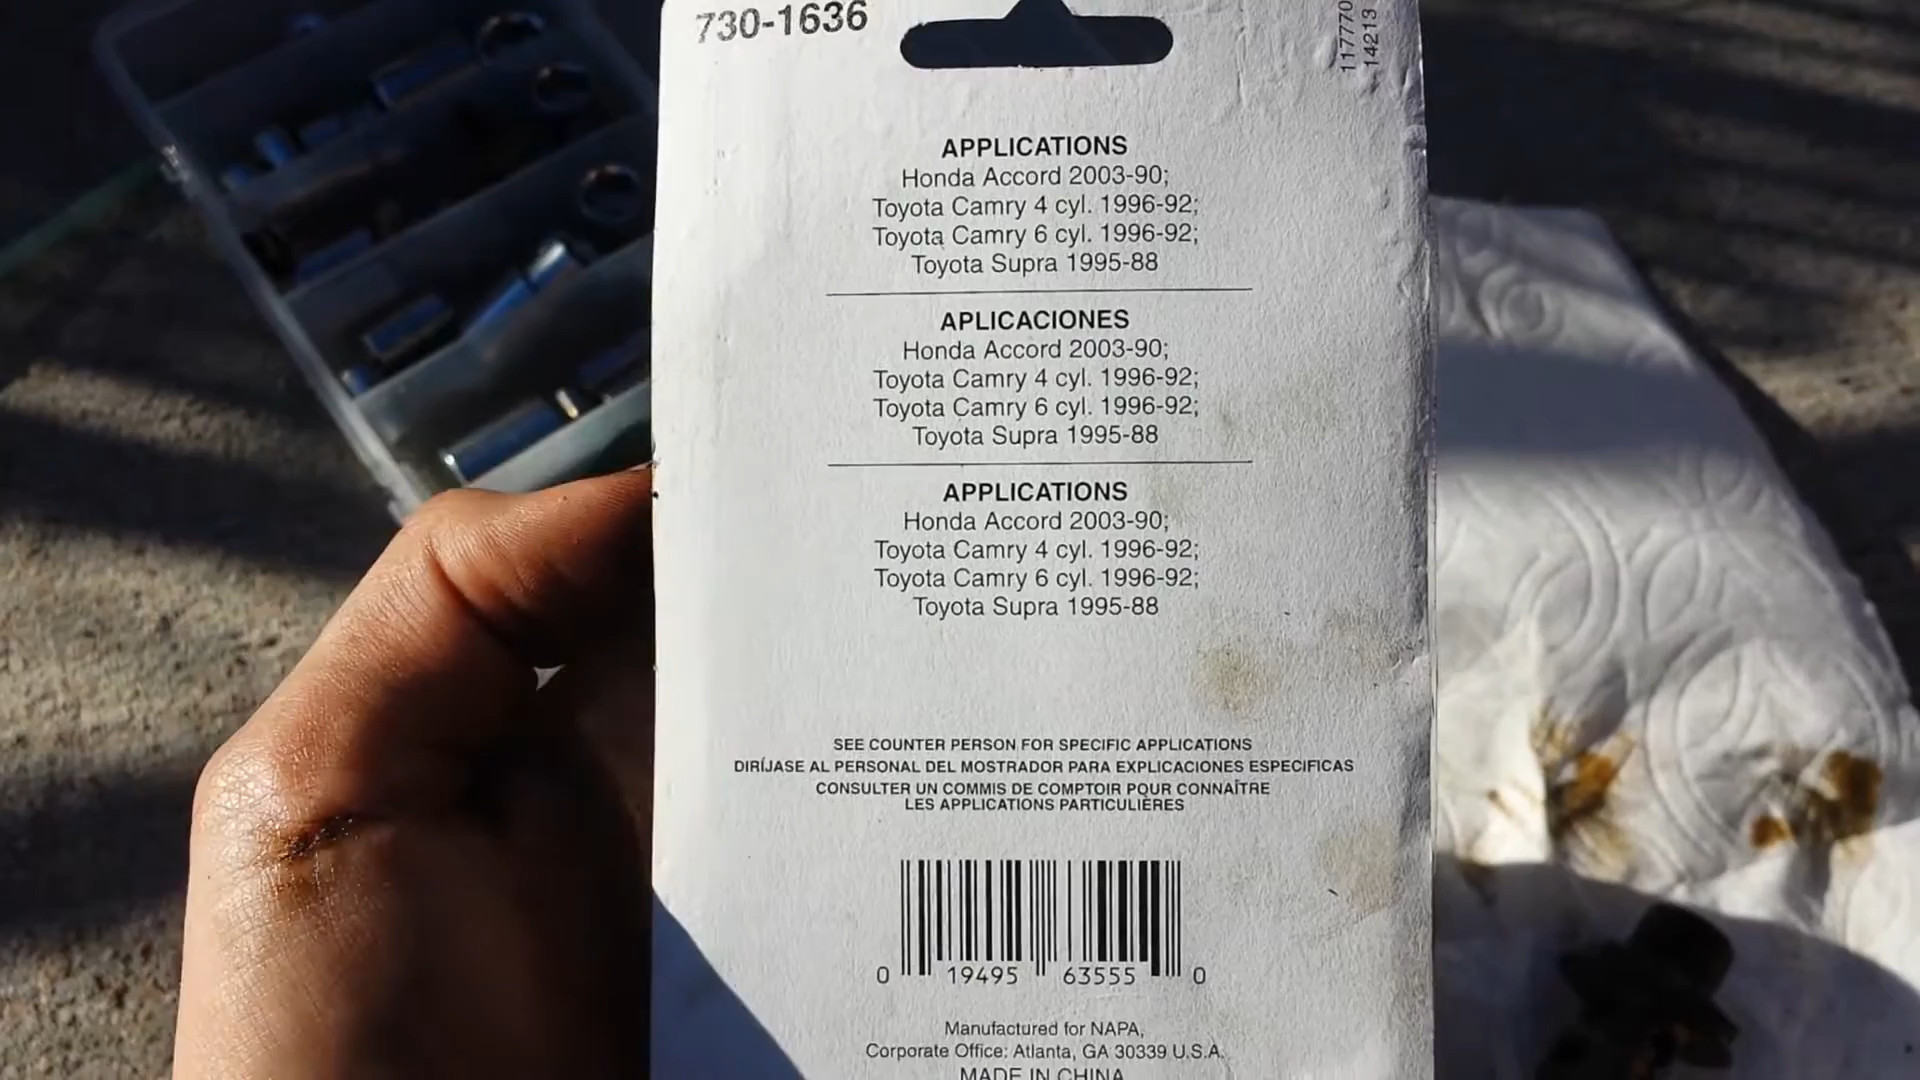 730-1636
117770
14213
APPLICATIONS
Honda Accord 2003-90;
Toyota Camry 4 cyl. 1996-92;
Toyota Camry 6 cyl. 1996-92;
Toyota Supra 1995-88
APLICACIONES
Honda Accord 2003-90;
Toyota Camry 4 cyl. 1996-92;
Toyota Camry 6 cyl. 1996-92;
Toyota Supra 1995-88
APPLICATIONS
Honda Accord 2003-90;
Toyota Camry 4 cyl. 1996-92;
Toyota Camry 6 cyl. 1996-92;
Toyota Supra 1995-88
SEE COUNTER PERSON FOR SPECIFIC APPLICATIONS
DIRÍJASE AL PERSONAL DEL MOSTRADOR PARA EXPLICACIONES ESPECIFICAS
CONSULTER UN COMMIS DE COMPTOIR POUR CONNAÎTRE
LES APPLICATIONS PARTICULIÈRES
0 19495 63555 0
Manufactured for NAPA,
Corporate Office: Atlanta, GA 30339 U.S.A.
MADE IN CHINA